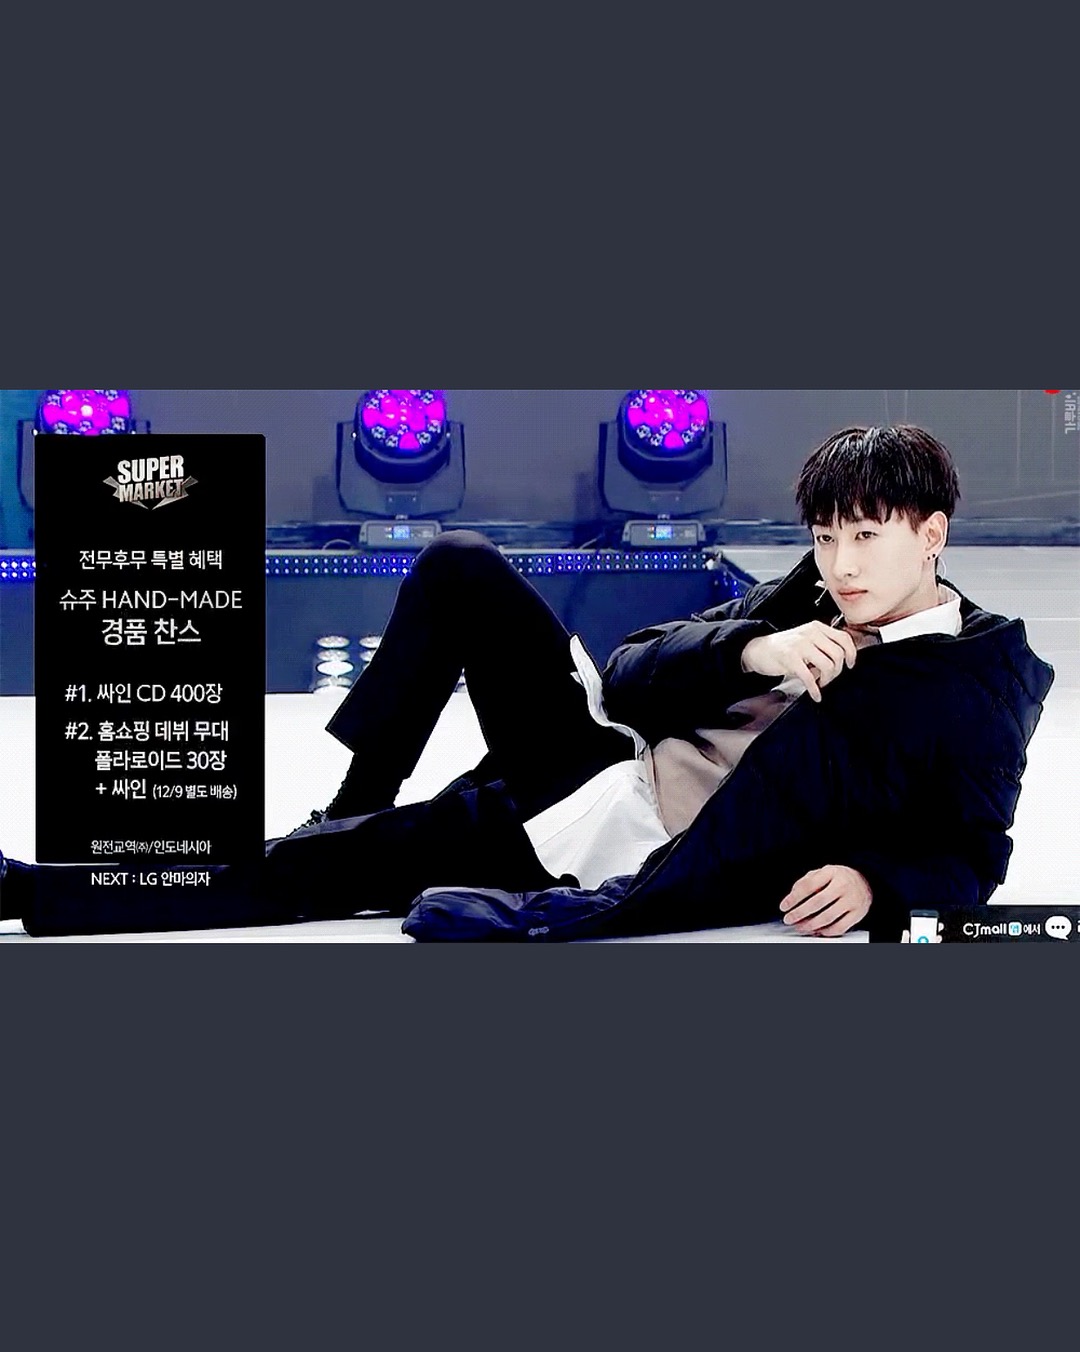 SUPER
MARKET
전무후무 특별 혜택
슈주 HAND-MADE
경품 찬스
#1. 싸인 CD 400장
#2. 홈쇼핑 데뷔 무대
폴라로이드 30장
+ 싸인 (12/9 별도 배송)
원전교역㈜/인도네시아
NEXT : LG 안마의자
CJmall 에서